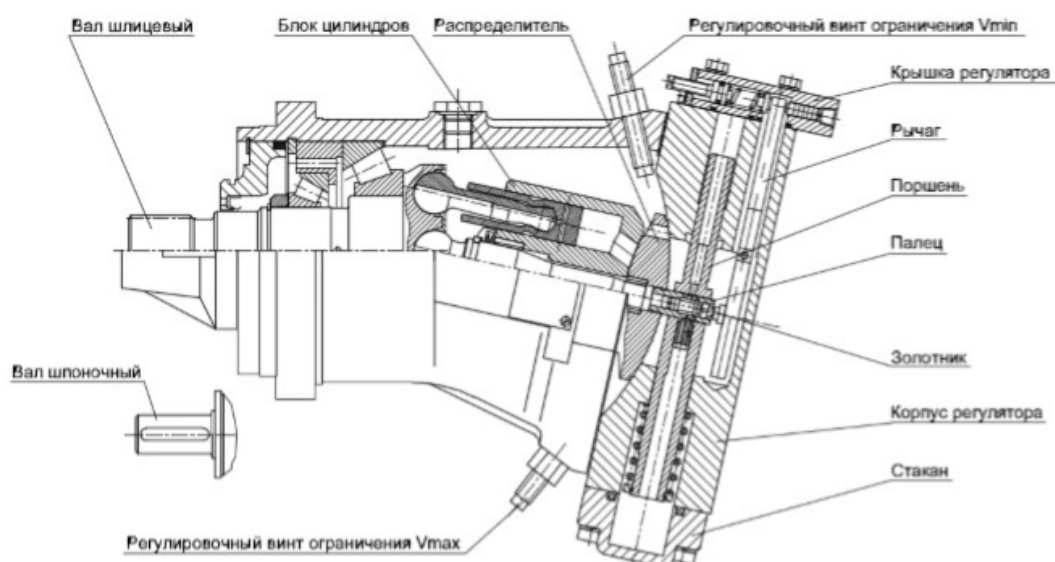 Вал шлицевый
Блок цилиндров
Распределитель
Регулировочный винт ограничения Vmin
Крышка регулятора
Рычаг
Поршень
Палец
Золотник
Вал шпоночный
Корпус регулятора
Стакан
Регулировочный винт ограничения Vmax